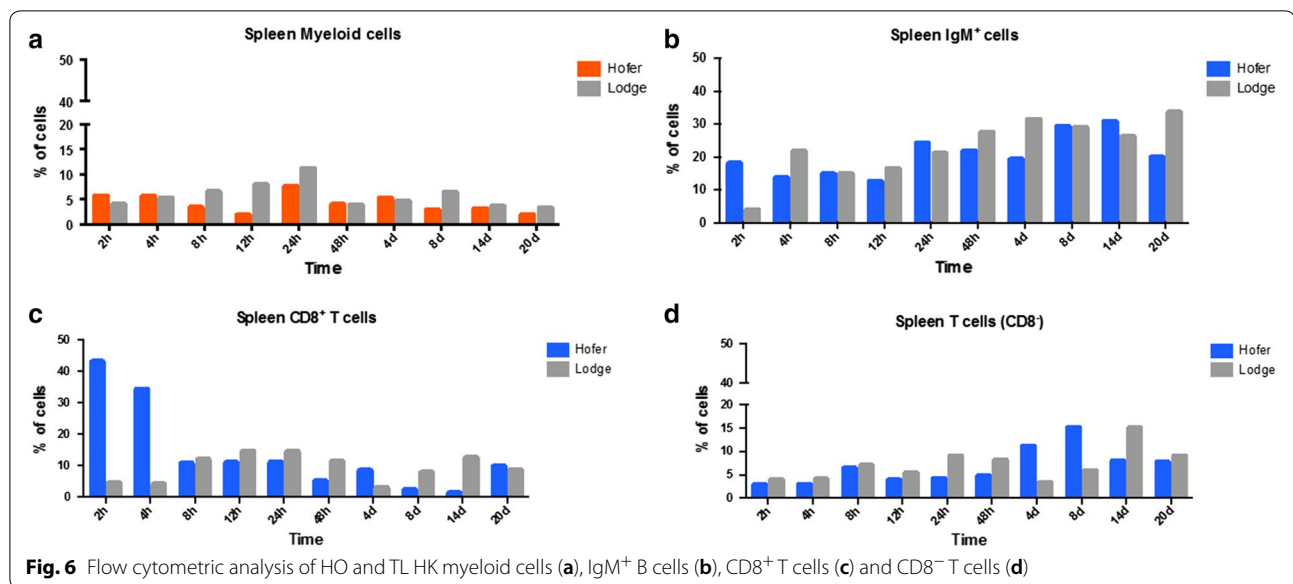 a
Spleen Myeloid cells
50
40
20
15
10
5
0
% of cells
2h 4h 8h 12h 24h 48h 4d 8d 14d 20d
Time
Hofer
Lodge
b
Spleen IgM⁺ cells
50
40
30
20
10
0
% of cells
2h 4h 8h 12h 24h 48h 4d 8d 14d 20d
Time
Hofer
Lodge
c
Spleen CD8⁺ T cells
50
40
30
20
10
0
% of cells
2h 4h 8h 12h 24h 48h 4d 8d 14d 20d
Time
Hofer
Lodge
d
Spleen T cells (CD8⁻)
50
40
20
15
10
5
0
% of cells
2h 4h 8h 12h 24h 48h 4d 8d 14d 20d
Time
Hofer
Lodge
Fig. 6 Flow cytometric analysis of HO and TL HK myeloid cells (a), IgM⁺ B cells (b), CD8⁺ T cells (c) and CD8⁻ T cells (d)